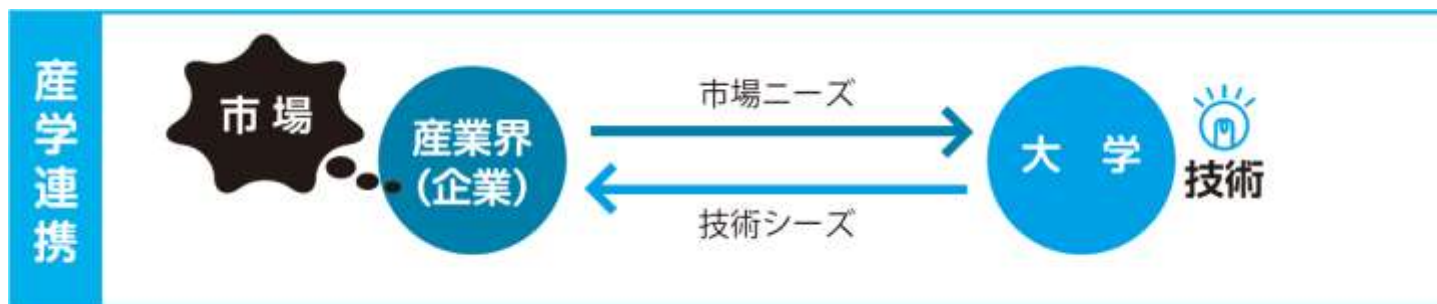 産学連携
市場
産業界
(企業)
市場ニーズ
技術シーズ
大学
技術